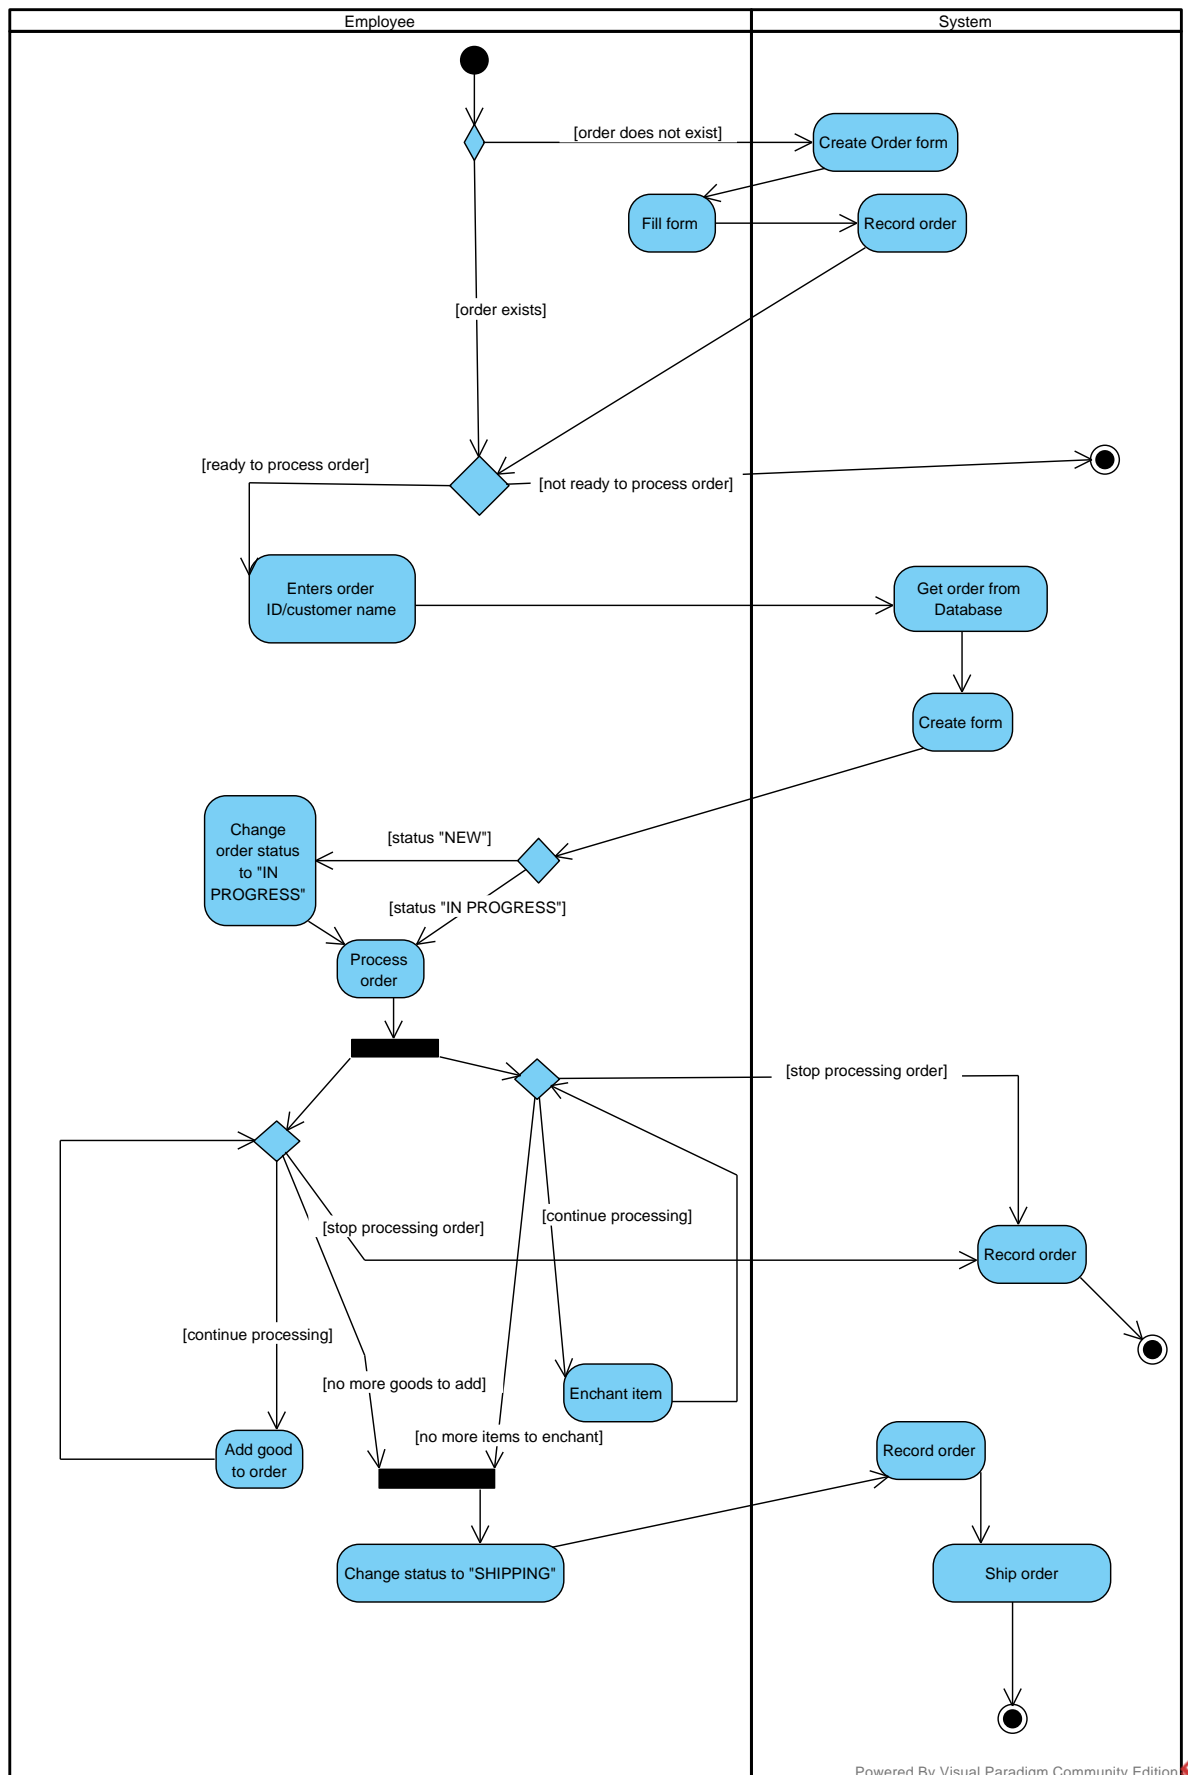 Employee
System
[order does not exist]
Create Order form
Fill form
Record order
[order exists]
[ready to process order]
[not ready to process order]
Enters order
ID/customer name
Get order from
Database
Create form
Change
order status
to "IN
PROGRESS"
[status "NEW"]
[status "IN PROGRESS"]
Process
order
[stop processing order]
[continue processing]
[stop processing order]
Record order
[continue processing]
[no more goods to add]
Enchant item
[no more items to enchant]
Add good
to order
Record order
Change status to "SHIPPING"
Ship order
Powered By Visual Paradigm Community Edition